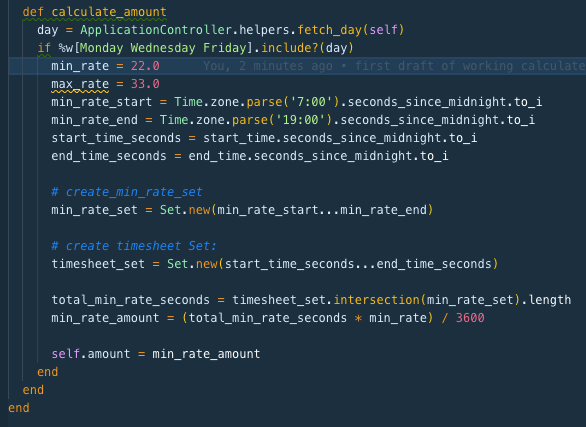 def calculate_amount
day = ApplicationController.helpers.fetch_day(self)
if %w[Monday Wednesday Friday].include?(day)
min_rate = 22.0 You, 2 minutes ago • first draft of working calculate
max_rate = 33.0
min_rate_start = Time.zone.parse('7:00').seconds_since_midnight.to_i
min_rate_end = Time.zone.parse('19:00').seconds_since_midnight.to_i
start_time_seconds = start_time.seconds_since_midnight.to_i
end_time_seconds = end_time.seconds_since_midnight.to_i
# create_min_rate_set
min_rate_set = Set.new(min_rate_start...min_rate_end)
# create timesheet Set:
timesheet_set = Set.new(start_time_seconds...end_time_seconds)
total_min_rate_seconds = timesheet_set.intersection(min_rate_set).length
min_rate_amount = (total_min_rate_seconds * min_rate) / 3600
self.amount = min_rate_amount
end
end
end